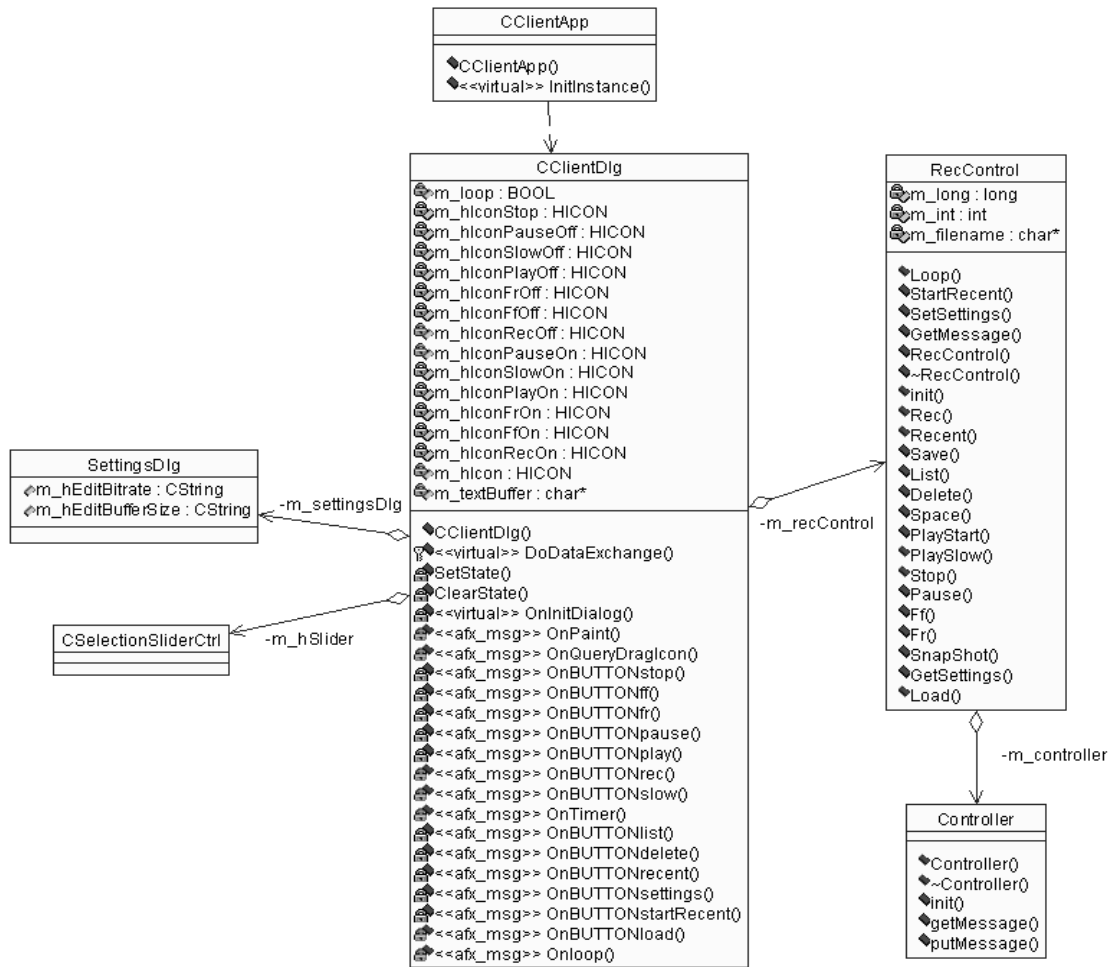 CClientApp
CClientApp()
<<virtual>> InitInstance()
CClientDlg
m_loop : BOOL
m_hIconStop : HICON
m_hIconPauseOff : HICON
m_hIconSlowOff : HICON
m_hIconPlayOff : HICON
m_hIconFrOff : HICON
m_hIconFfOff : HICON
m_hIconRecOff : HICON
m_hIconPauseOn : HICON
m_hIconSlowOn : HICON
m_hIconPlayOn : HICON
m_hIconFrOn : HICON
m_hIconFfOn : HICON
m_hIconRecOn : HICON
m_hIcon : HICON
m_textBuffer : char*
CClientDlg()
<<virtual>> DoDataExchange()
SetState()
ClearState()
<<virtual>> OnInitDialog()
<<afx_msg>> OnPaint()
<<afx_msg>> OnQueryDragIcon()
<<afx_msg>> OnBUTTONstop()
<<afx_msg>> OnBUTTONff()
<<afx_msg>> OnBUTTONfr()
<<afx_msg>> OnBUTTONpause()
<<afx_msg>> OnBUTTONplay()
<<afx_msg>> OnBUTTONrec()
<<afx_msg>> OnBUTTONslow()
<<afx_msg>> OnTimer()
<<afx_msg>> OnBUTTONlist()
<<afx_msg>> OnBUTTONdelete()
<<afx_msg>> OnBUTTONrecent()
<<afx_msg>> OnBUTTONsettings()
<<afx_msg>> OnBUTTONstartRecent()
<<afx_msg>> OnBUTTONload()
<<afx_msg>> Onloop()
SettingsDlg
m_hEditBitrate : CString
m_hEditBufferSize : CString
-m_settingsDlg
CSelectionSliderCtrl
-m_hSlider
-m_recControl
RecControl
m_long : long
m_int : int
m_filename : char*
Loop()
StartRecent()
SetSettings()
GetMessage()
RecControl()
~RecControl()
init()
Rec()
Recent()
Save()
List()
Delete()
Space()
PlayStart()
PlaySlow()
Stop()
Pause()
Ff()
Fr()
SnapShot()
GetSettings()
Load()
-m_controller
Controller
Controller()
~Controller()
init()
getMessage()
putMessage()